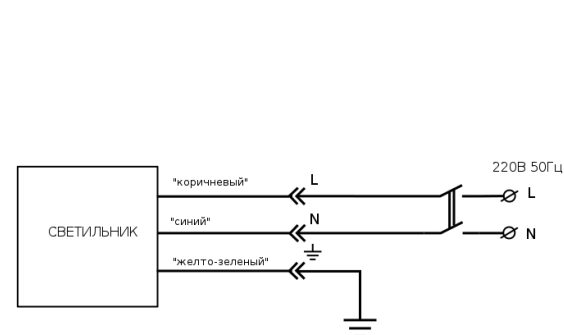 220В 50Гц
"коричневый" L L
"синий" N N
СВЕТИЛЬНИК
"желто-зеленый"